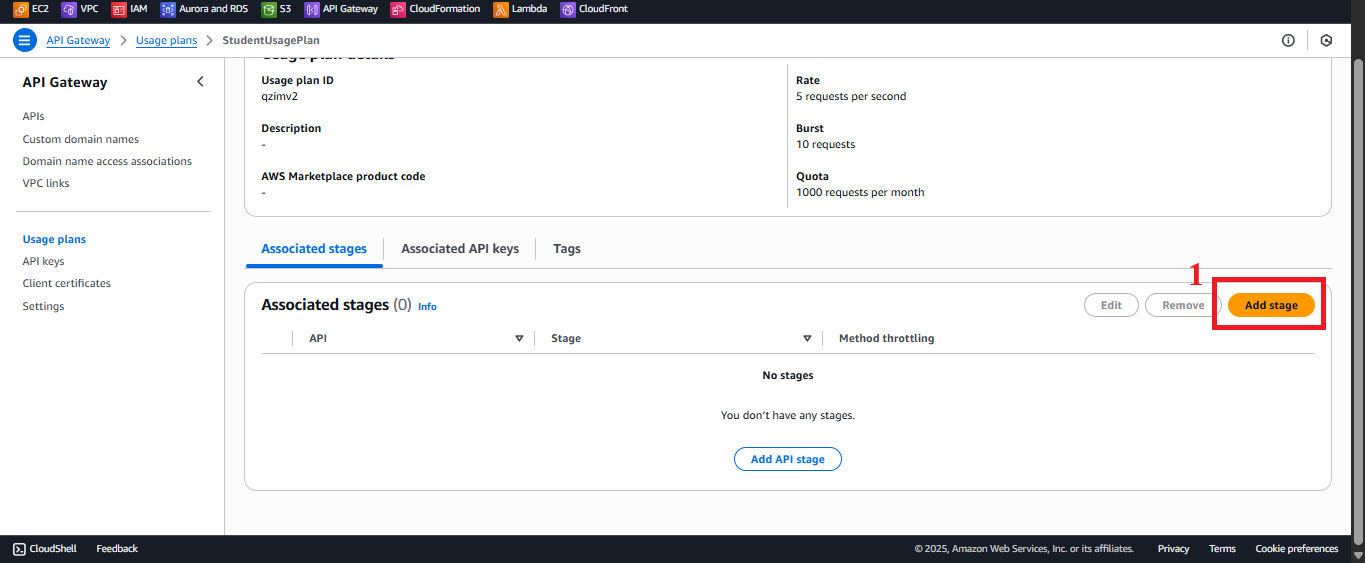 EC2 VPC IAM Aurora and RDS S3 API Gateway CloudFormation Lambda CloudFront
API Gateway > Usage plans > StudentUsagePlan
Usage plan details
API Gateway
APIs
Custom domain names
Domain name access associations
VPC links
Usage plans
API keys
Client certificates
Settings
Usage plan ID
qzimv2
Description
-
AWS Marketplace product code
-
Rate
5 requests per second
Burst
10 requests
Quota
1000 requests per month
Associated stages Associated API keys Tags
1
Associated stages (0) Info Edit Remove Add stage
API Stage Method throttling
No stages
You don't have any stages.
Add API stage
CloudShell Feedback © 2025, Amazon Web Services, Inc. or its affiliates. Privacy Terms Cookie preferences